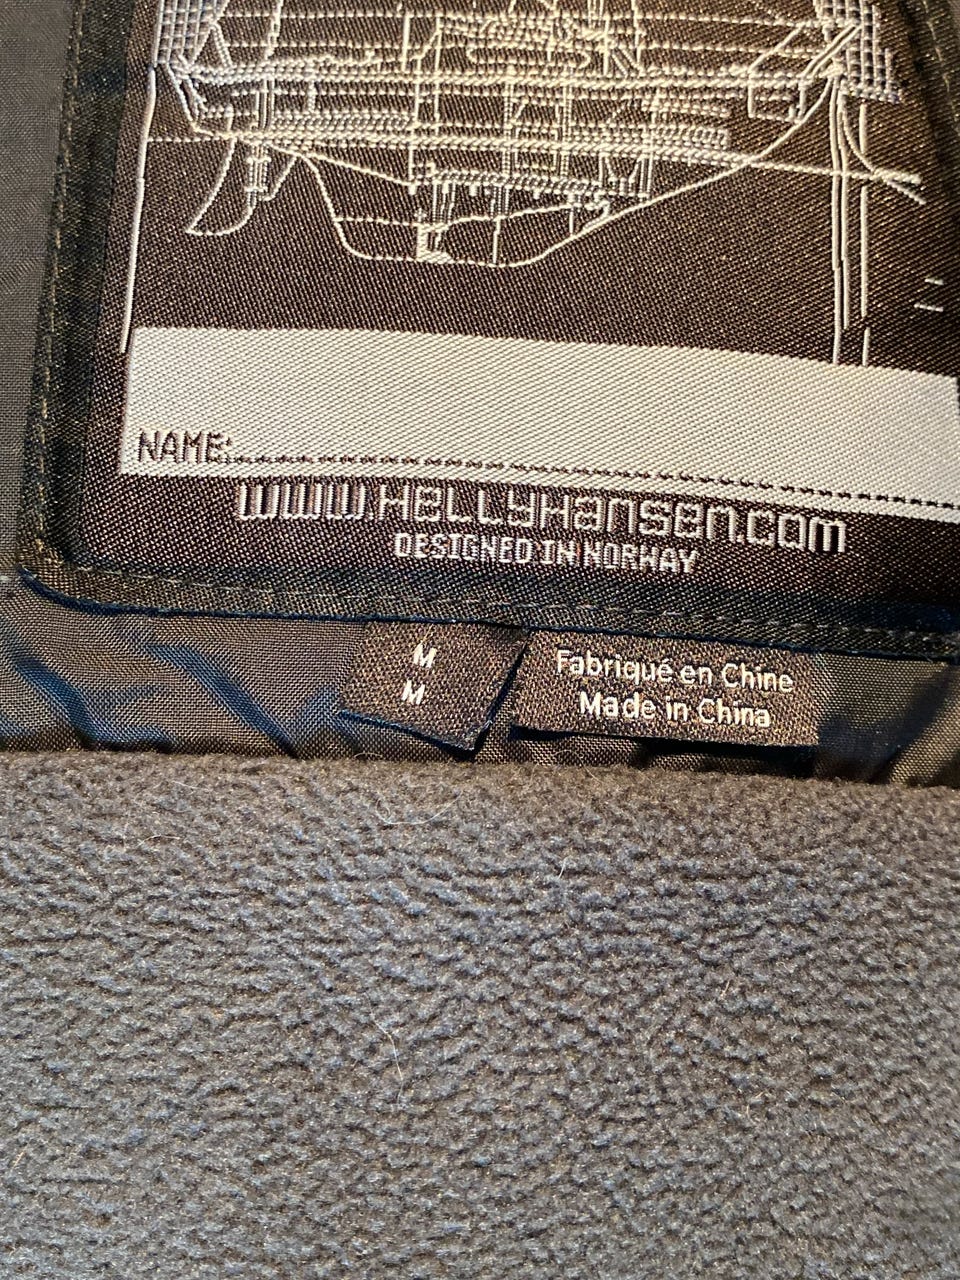 NAME:
www.HellyHansen.com
DESIGNED IN NORWAY
M
M
Fabriqué en Chine
Made in China